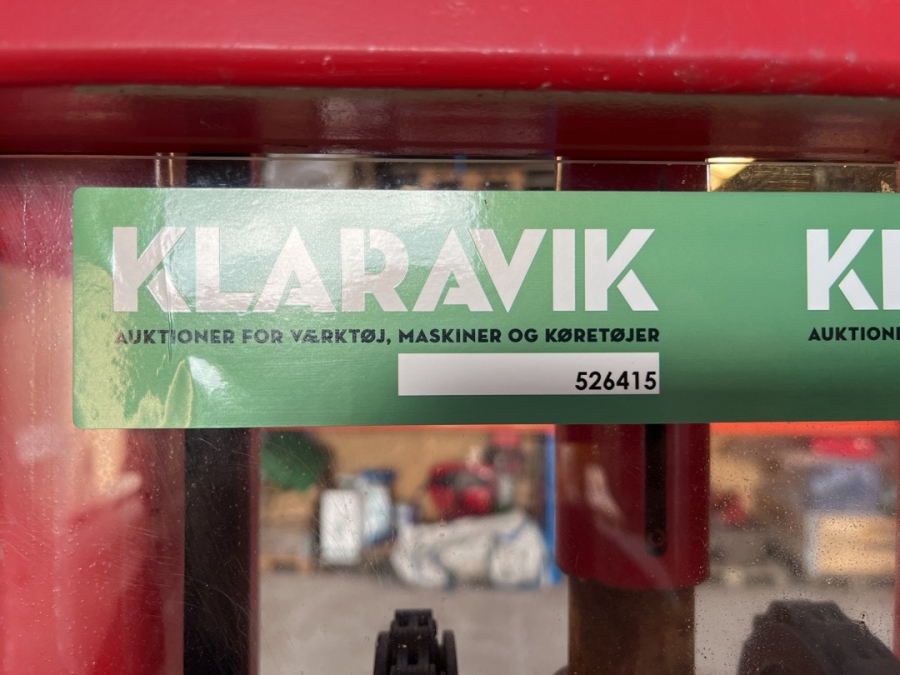 KLARAVIK
AUKTIONER FOR VÆRKTØJ, MASKINER OG KØRETØJER
526415